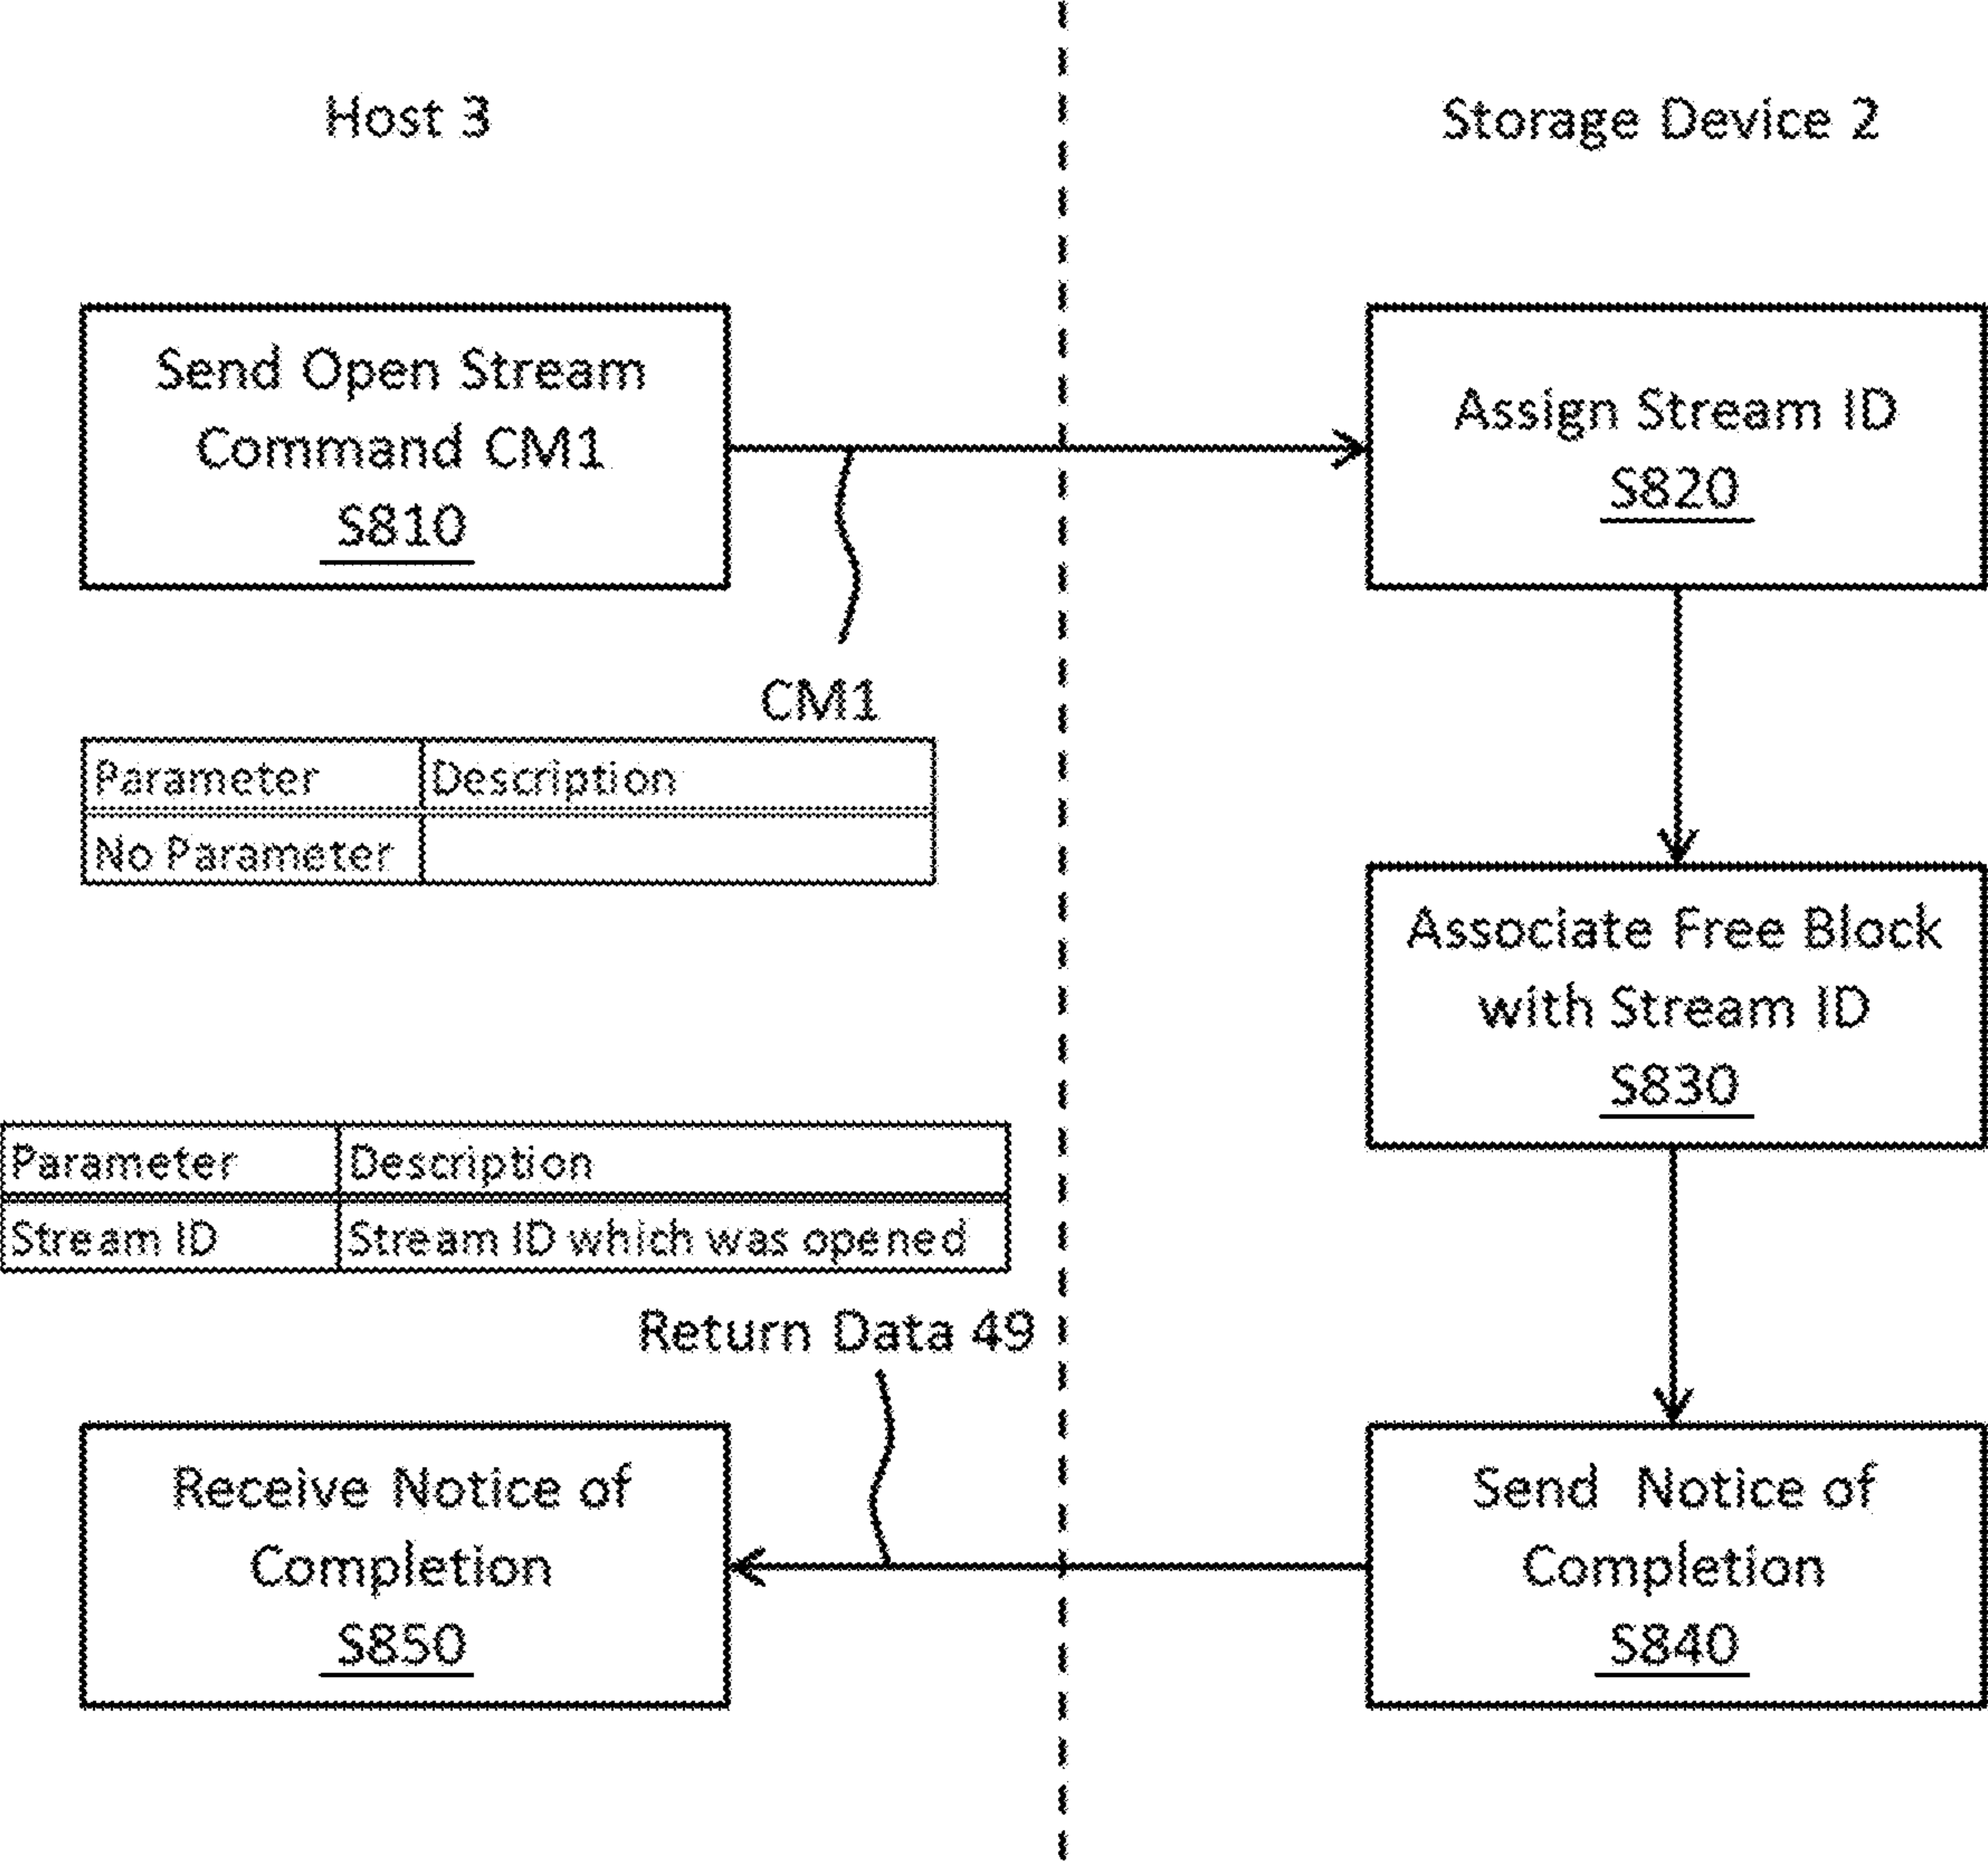 Host 3
Storage Device 2
Send Open Stream
Command CM1
S810
Assign Stream ID
S820
CM1
Parameter Description
No Parameter
Associate Free Block
with Stream ID
S830
Parameter Description
Stream ID Stream ID which was opened
Return Data 49
Receive Notice of
Completion
S850
Send Notice of
Completion
S840